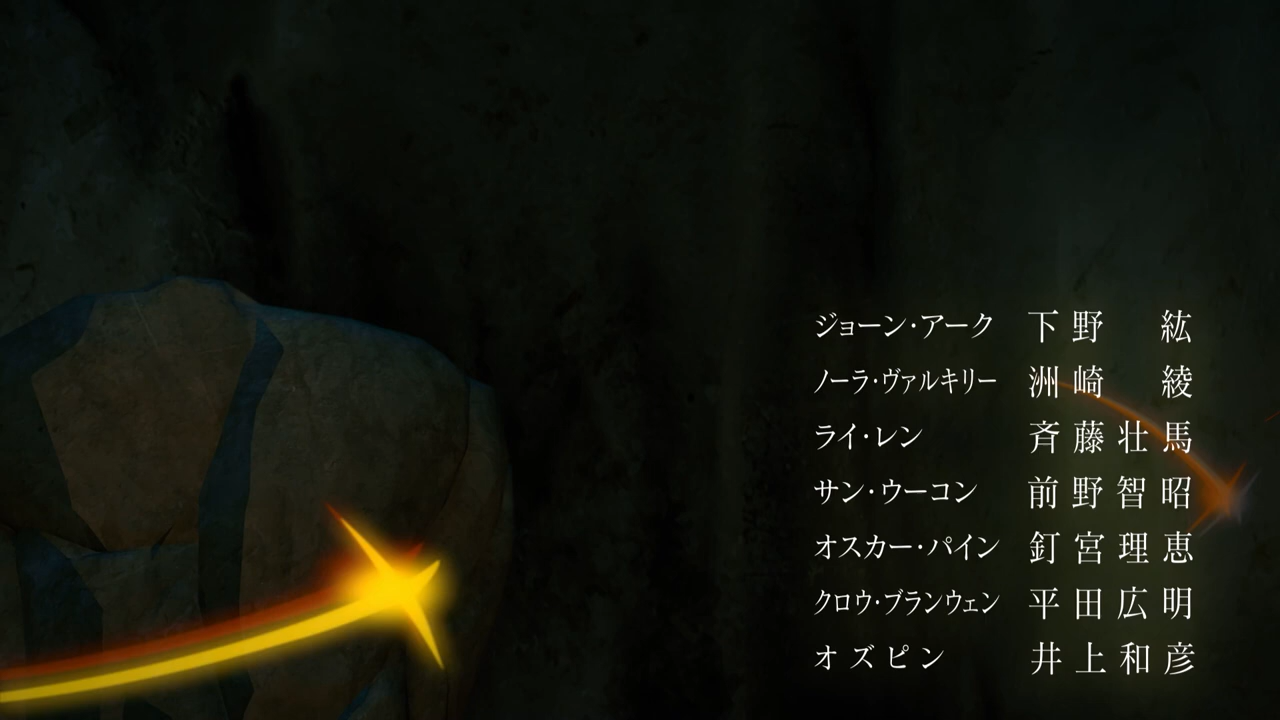 ジョーン・アーク 下野 紘
ノーラ・ヴァルキリー 洲崎 綾
ライ・レン 斉藤壮馬
サン・ウーコン 前野智昭
オスカー・パイン 釘宮理恵
クロウ・ブランウェン 平田広明
オズピン 井上和彦